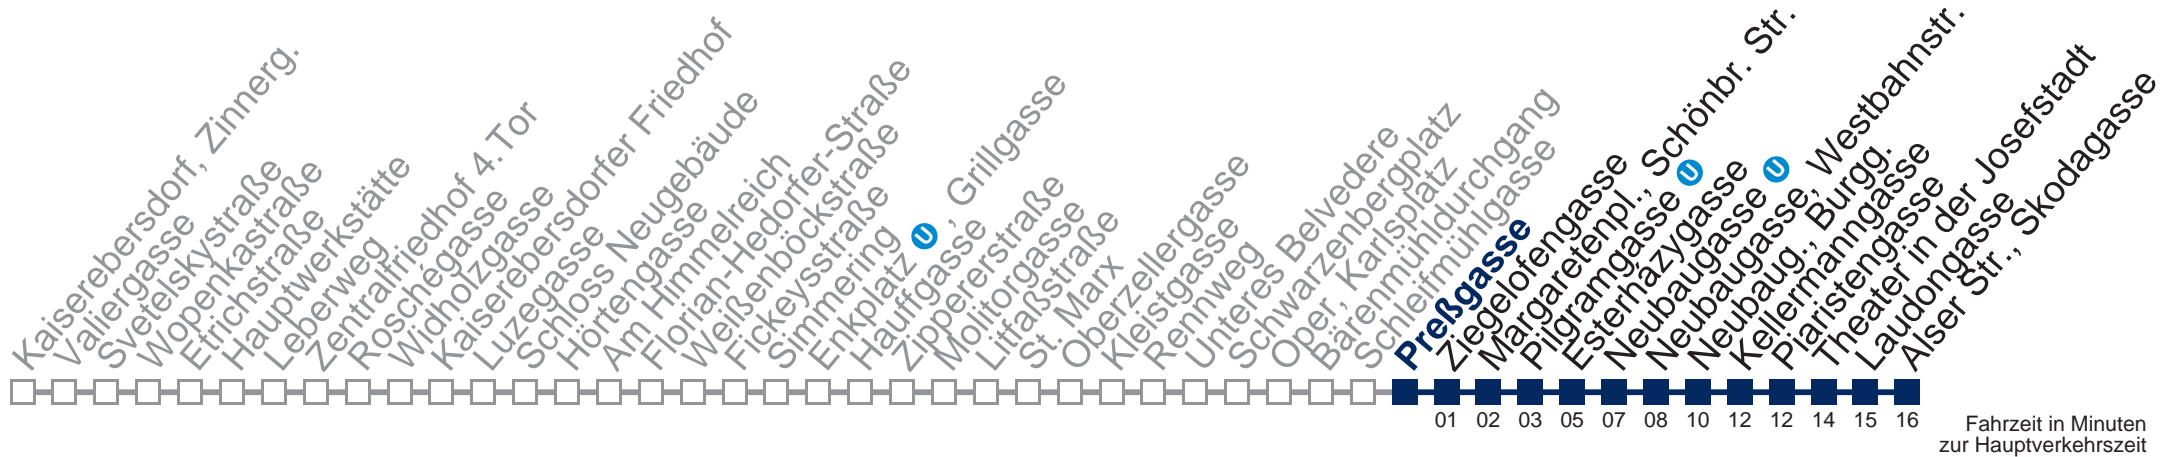 Kaiserebersdorf, Zinnerg.
Valiergasse
Svetelskystraße
Wopenkastraße
Etrichstraße
Hauptwerkstätte
Leberweg
Zentralfriedhof 4.Tor
Roschégasse
Widholzgasse
Kaiserebersdorfer Friedhof
Luzegasse
Schloss Neugebäude
Hörtengasse
Am Himmelreich
Florian-Hedorfer-Straße
Weißenböckstraße
Fickeysstraße
Simmering
Enkplatz U , Grillgasse
Hauffgasse
Zippererstraße
Molitorgasse
Litfaßstraße
St. Marx
Oberzellergasse
Kleistgasse
Rennweg
Unteres Belvedere
Schwarzenbergplatz
Oper, Karlsplatz
Bärenmühldurchgang
Schleifmühlgasse
Preßgasse
Ziegelofengasse
Margaretenpl., Schönbr. Str.
Pilgramgasse U
Esterházygasse
Neubaugasse U
Neubaugasse, Westbahnstr.
Neubaug., Burgg.
Kellermanngasse
Piaristengasse
Theater in der Josefstadt
Laudongasse
Alser Str., Skodagasse
01 02 03 05 07 08 10 12 12 14 15 16
Fahrzeit in Minuten
zur Hauptverkehrszeit